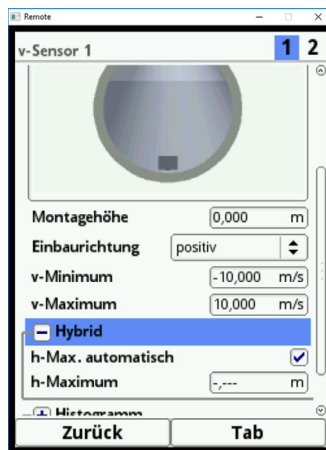 Remote
v-Sensor 1 1 2
Montagehöhe 0,000 m
Einbaurichtung positiv
v-Minimum -10,000 m/s
v-Maximum 10,000 m/s
Hybrid
h-Max. automatisch
h-Maximum -,--- m
Histogramm
Zurück Tab